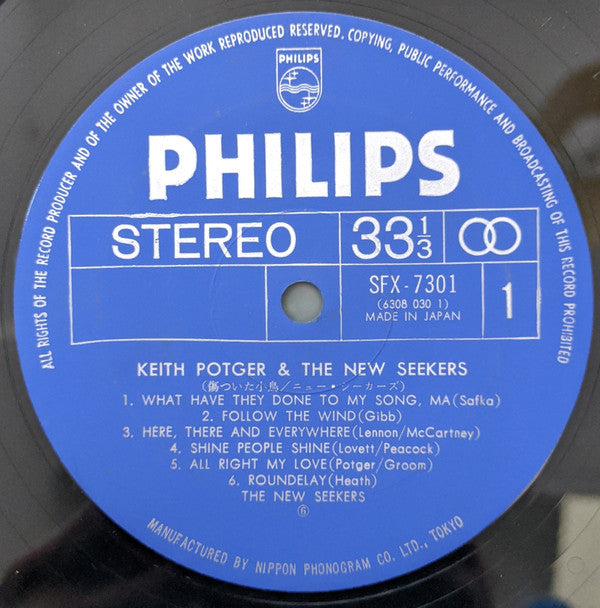 ALL RIGHTS OF THE RECORD PRODUCER AND OF THE OWNER OF THE WORK REPRODUCED RESERVED. COPYING, PUBLIC PERFORMANCE AND BROADCASTING OF THIS RECORD PROHIBITED
PHILIPS
PHILIPS
STEREO 33 1/3
SFX-7301
(6308 030 1)
MADE IN JAPAN
1
KEITH POTGER & THE NEW SEEKERS
(傷ついた小鳥/ニュー・シーカーズ)
1. WHAT HAVE THEY DONE TO MY SONG, MA(Safka)
2. FOLLOW THE WIND(Gibb)
3. HERE, THERE AND EVERYWHERE(Lennon/McCartney)
4. SHINE PEOPLE SHINE(Lovett/Peacock)
5. ALL RIGHT MY LOVE(Potger/Groom)
6. ROUNDELAY(Heath)
THE NEW SEEKERS
⑥
MANUFACTURED BY NIPPON PHONOGRAM CO. LTD., TOKYO